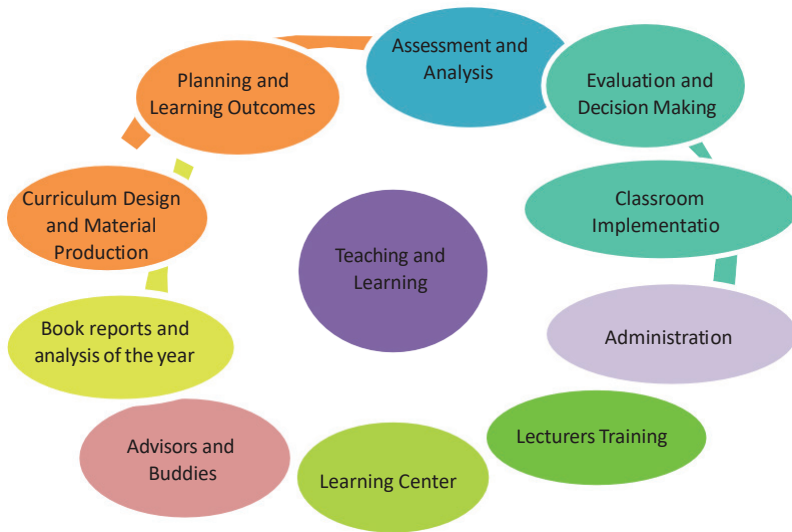 Assessment and
Analysis
Evaluation and
Decision Making
Classroom
Implementatio
Administration
Lecturers Training
Learning Center
Advisors and
Buddies
Book reports and
analysis of the year
Curriculum Design
and Material
Production
Planning and
Learning Outcomes
Teaching and
Learning